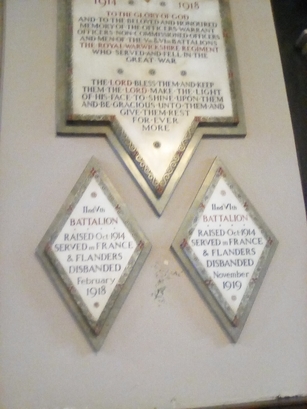 1914 1918
TO THE GLORY OF GOD
AND TO THE BELOVED AND HONOURED
MEMORY OF THE OFFICERS WARRANT
OFFICERS NON-COMMISSIONED OFFICERS
AND MEN OF THE BATTALIONS
THE ROYAL WARWICKSHIRE REGIMENT
WHO SERVED AND FELL IN THE
GREAT WAR
THE LORD BLESS THEM AND KEEP
THEM THE LORD MAKE THE LIGHT
OF HIS FACE TO SHINE UPON THEM
AND BE GRACIOUS UNTO THEM AND
GIVE THEM REST
FOR EVER
MORE
BATTALION
RAISED Oct 1914
SERVED in FRANCE
& FLANDERS
DISBANDED
February
1918
BATTALION
RAISED Oct 1914
SERVED in FRANCE
& FLANDERS
DISBANDED
November
1919